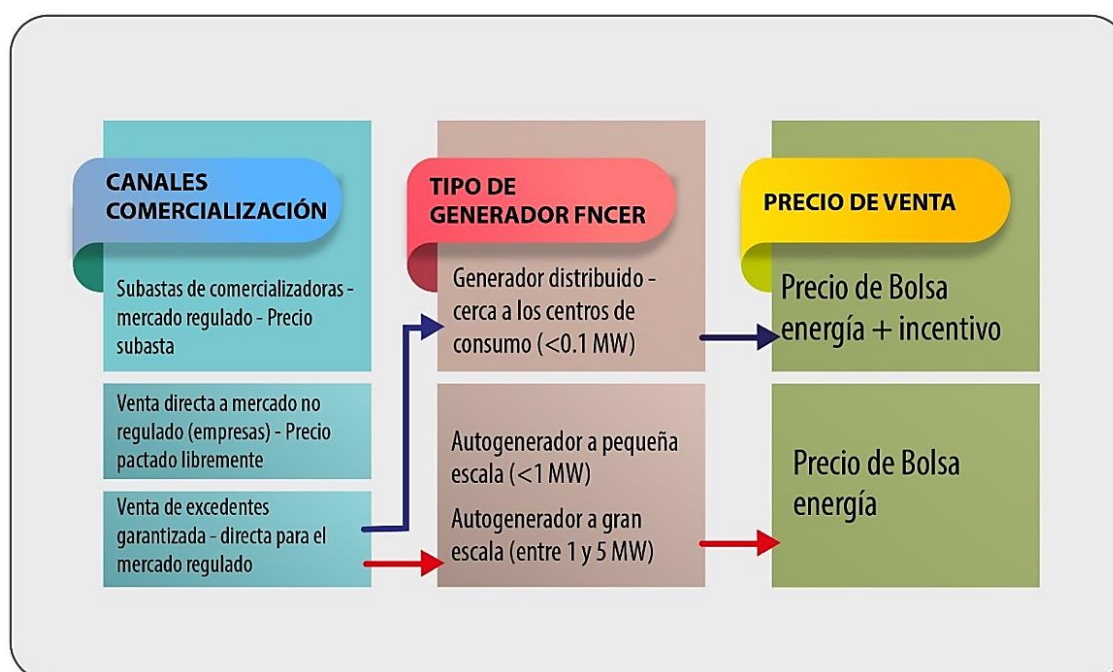 CANALES
COMERCIALIZACIÓN
Subastas de comercializadoras -
mercado regulado - Precio
subasta
Venta directa a mercado no
regulado (empresas) - Precio
pactado libremente
Venta de excedentes
garantizada - directa para el
mercado regulado
TIPO DE
GENERADOR FNCER
Generador distribuido -
cerca a los centros de
consumo (<0.1 MW)
Autogenerador a pequeña
escala (<1 MW)
Autogenerador a gran
escala (entre 1 y 5 MW)
PRECIO DE VENTA
Precio de Bolsa
energía + incentivo
Precio de Bolsa
energía